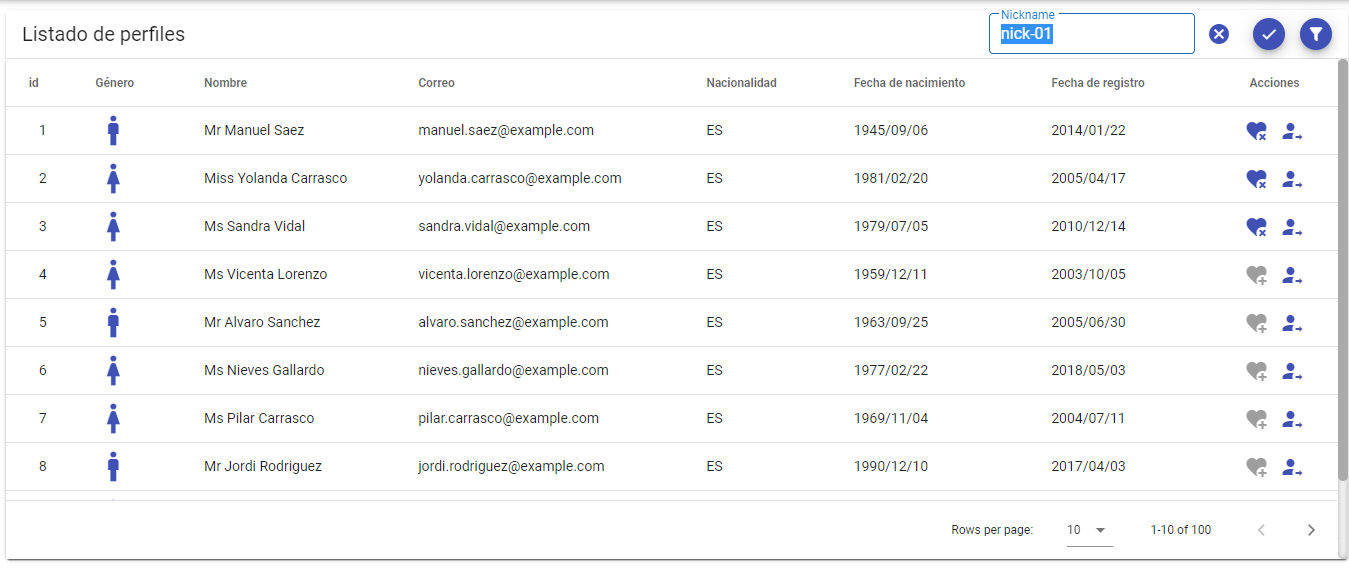 Nickname
Listado de perfiles nick-01
id Género Nombre Correo Nacionalidad Fecha de nacimiento Fecha de registro Acciones
1 Mr Manuel Saez manuel.saez@example.com ES 1945/09/06 2014/01/22
2 Miss Yolanda Carrasco yolanda.carrasco@example.com ES 1981/02/20 2005/04/17
3 Ms Sandra Vidal sandra.vidal@example.com ES 1979/07/05 2010/12/14
4 Ms Vicenta Lorenzo vicenta.lorenzo@example.com ES 1959/12/11 2003/10/05
5 Mr Alvaro Sanchez alvaro.sanchez@example.com ES 1963/09/25 2005/06/30
6 Ms Nieves Gallardo nieves.gallardo@example.com ES 1977/02/22 2018/05/03
7 Ms Pilar Carrasco pilar.carrasco@example.com ES 1969/11/04 2004/07/11
8 Mr Jordi Rodriguez jordi.rodriguez@example.com ES 1990/12/10 2017/04/03
Rows per page: 10 1-10 of 100